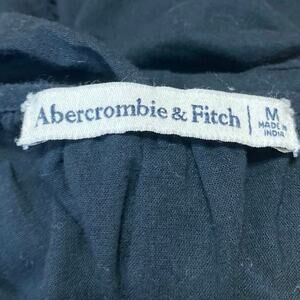 Abercrombie & Fitch
M
MADE IN
INDIA